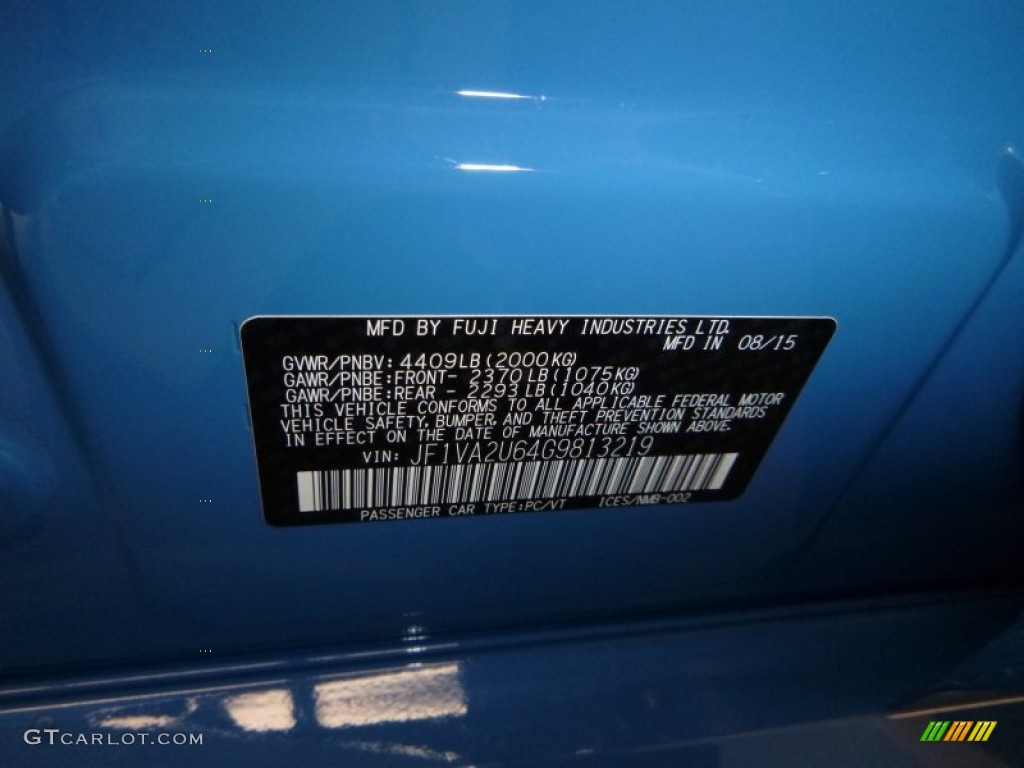 MFD BY FUJI HEAVY INDUSTRIES LTD.
MFD IN 08/15
GVWR/PNBV: 4409LB(2000KG)
GAWR/PNBE:FRONT- 2370LB(1075KG)
GAWR/PNBE:REAR - 2293LB(1040KG)
THIS VEHICLE CONFORMS TO ALL APPLICABLE FEDERAL MOTOR
VEHICLE SAFETY, BUMPER, AND THEFT PREVENTION STANDARDS
IN EFFECT ON THE DATE OF MANUFACTURE SHOWN ABOVE.
VIN: JF1VA2U64G9813219
PASSENGER CAR TYPE:PC/VT ICES/NMB-002
GTCARLOT.COM